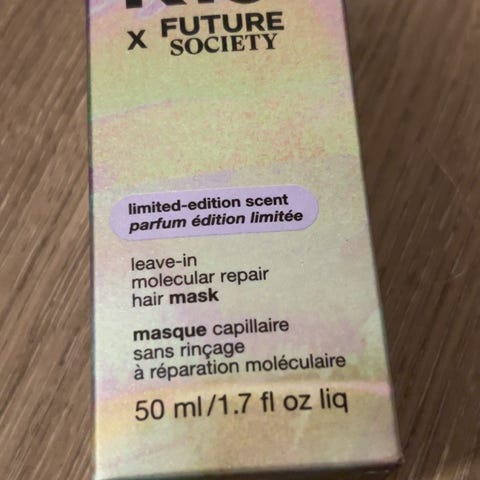 x FUTURE
SOCIETY
limited-edition scent
parfum édition limitée
leave-in
molecular repair
hair mask
masque capillaire
sans rinçage
à réparation moléculaire
50 ml/1.7 fl oz liq